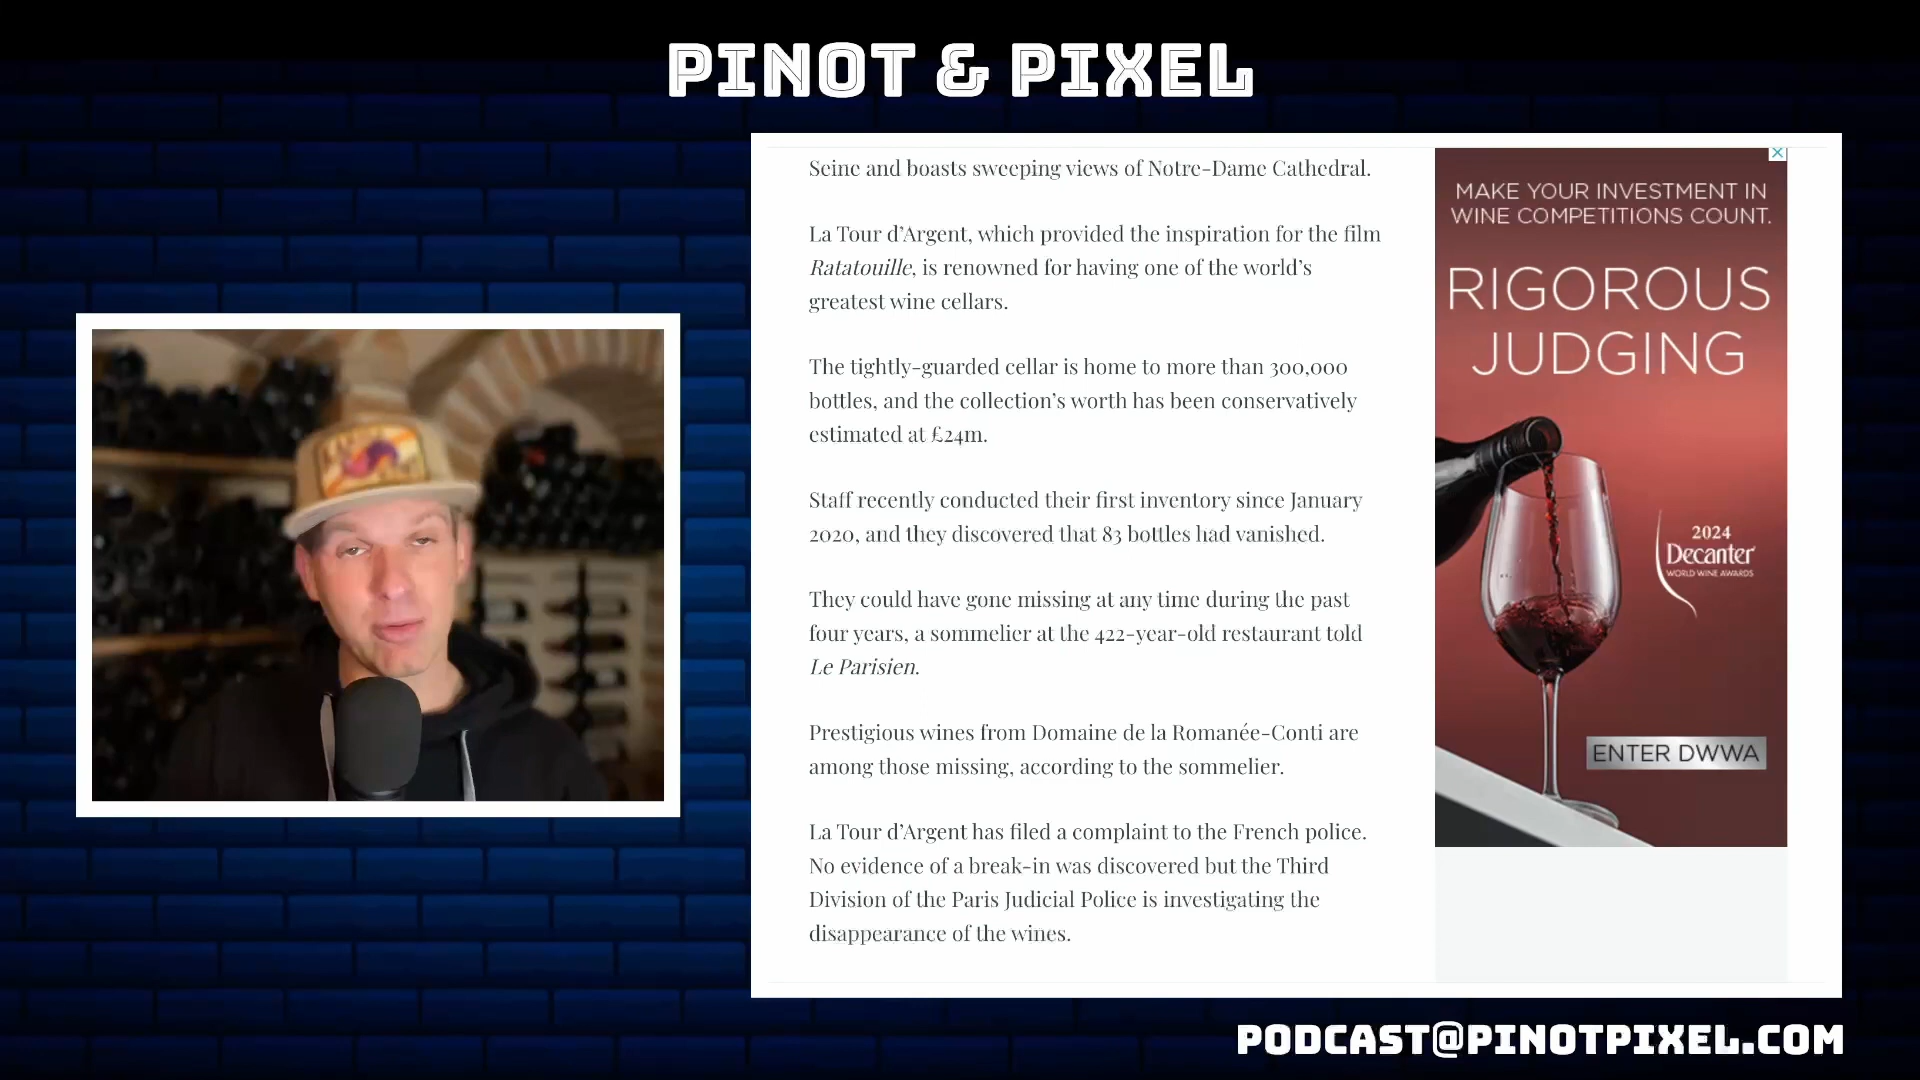 PINOT & PIXEL
Seine and boasts sweeping views of Notre-Dame Cathedral.
La Tour d’Argent, which provided the inspiration for the film
Ratatouille, is renowned for having one of the world’s
greatest wine cellars.
The tightly-guarded cellar is home to more than 300,000
bottles, and the collection’s worth has been conservatively
estimated at £24m.
Staff recently conducted their first inventory since January
2020, and they discovered that 83 bottles had vanished.
They could have gone missing at any time during the past
four years, a sommelier at the 422-year-old restaurant told
Le Parisien.
Prestigious wines from Domaine de la Romanée-Conti are
among those missing, according to the sommelier.
La Tour d’Argent has filed a complaint to the French police.
No evidence of a break-in was discovered but the Third
Division of the Paris Judicial Police is investigating the
disappearance of the wines.
MAKE YOUR INVESTMENT IN
WINE COMPETITIONS COUNT.
RIGOROUS
JUDGING
2024
Decanter
WORLD WINE AWARDS
ENTER DWWA
PODCAST@PINOTPIXEL.COM